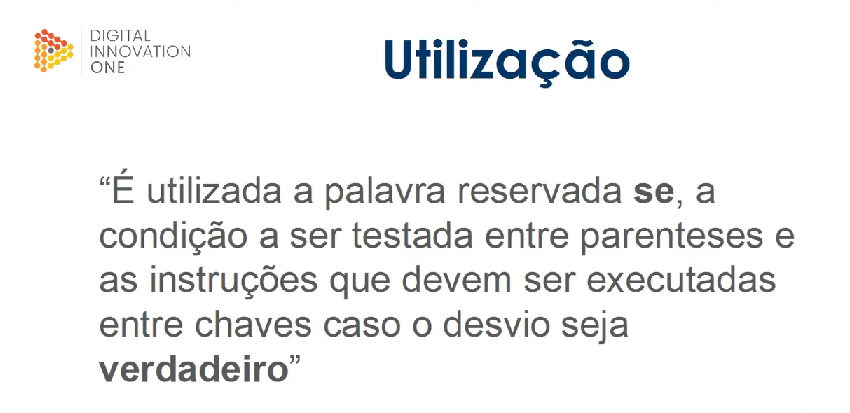 DIGITAL
INNOVATION
ONE
Utilização
“É utilizada a palavra reservada se, a
condição a ser testada entre parenteses e
as instruções que devem ser executadas
entre chaves caso o desvio seja
verdadeiro”